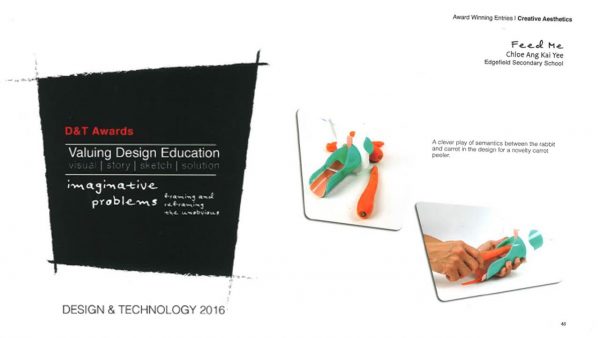 D&T Awards
Valuing Design Education
visual | story | sketch | solution
imaginative
problems
framing and
reframing
the unobvious
DESIGN & TECHNOLOGY 2016
Award Winning Entries I Creative Aesthetics
Feed Me
Chloe Ang Kai Yee
Edgefield Secondary School
A clever play of semantics between the rabbit
and carrot in the design for a novelty carrot
peeler.